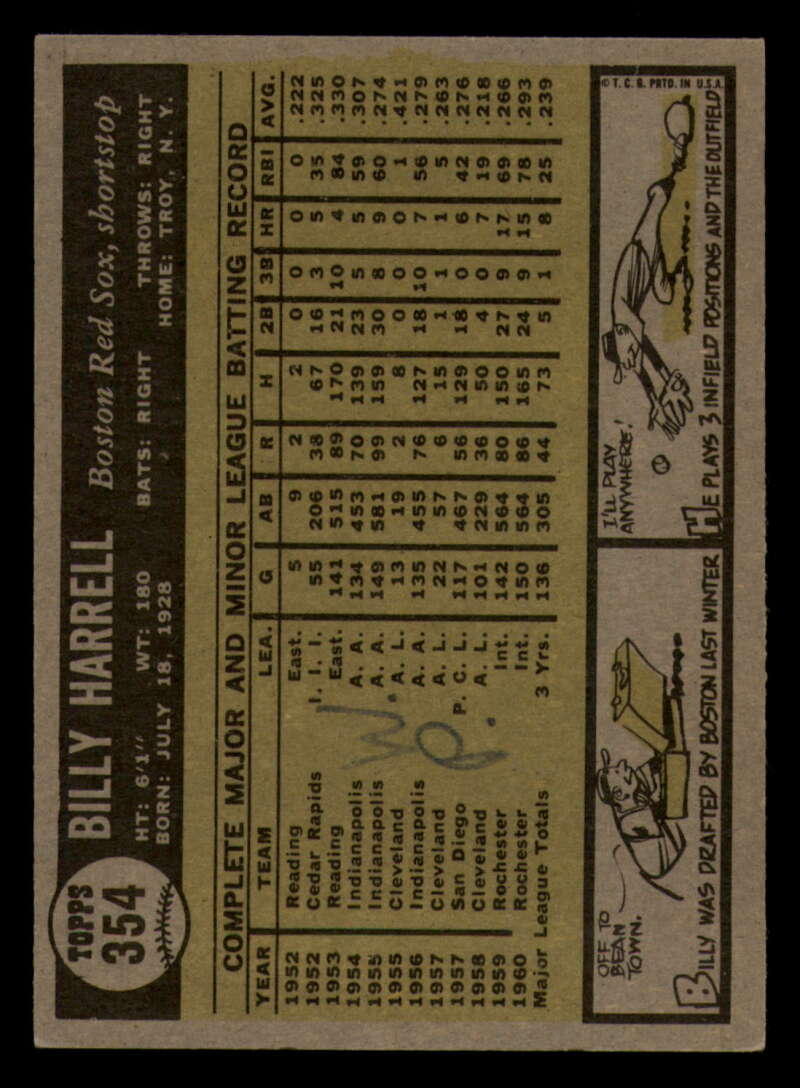 TOPPS
354
BILLY HARRELL Boston Red Sox, shortstop
HT: 6'1" WT: 180 BATS: RIGHT THROWS: RIGHT
BORN: JULY 18, 1928 HOME: TROY, N. Y.
COMPLETE MAJOR AND MINOR LEAGUE BATTING RECORD
YEAR TEAM LEA. G AB R H 2B 3B HR RBI AVG.
1952 Reading East. 5 9 2 2 0 0 0 0 .222
1952 Cedar Rapids I. I. I. 55 206 38 67 16 3 5 35 .325
1953 Reading East. 141 515 89 170 21 10 4 84 .330
1954 Indianapolis A. A. 134 453 70 139 23 5 5 59 .307
1955 Indianapolis A. A. 149 581 99 159 30 8 9 60 .274
1955 Cleveland A. L. 13 19 2 8 0 0 0 1 .421
1956 Indianapolis A. A. 135 455 76 127 18 10 7 56 .279
1957 Cleveland A. L. 22 57 6 15 1 1 1 5 .263
1957 San Diego P. C. L. 117 467 56 129 18 0 6 42 .276
1958 Cleveland A. L. 101 229 36 50 4 0 7 19 .218
1959 Rochester Int. 142 564 80 150 27 9 17 69 .266
1960 Rochester Int. 150 564 86 165 24 9 15 78 .293
Major League Totals 3 Yrs. 136 305 44 73 5 1 8 25 .239
OFF TO
BEAN
TOWN.
BILLY WAS DRAFTED BY BOSTON LAST WINTER
I'LL PLAY
ANYWHERE!
HE PLAYS 3 INFIELD POSITIONS AND THE OUTFIELD
© T. C. G. PRTD. IN U.S.A.